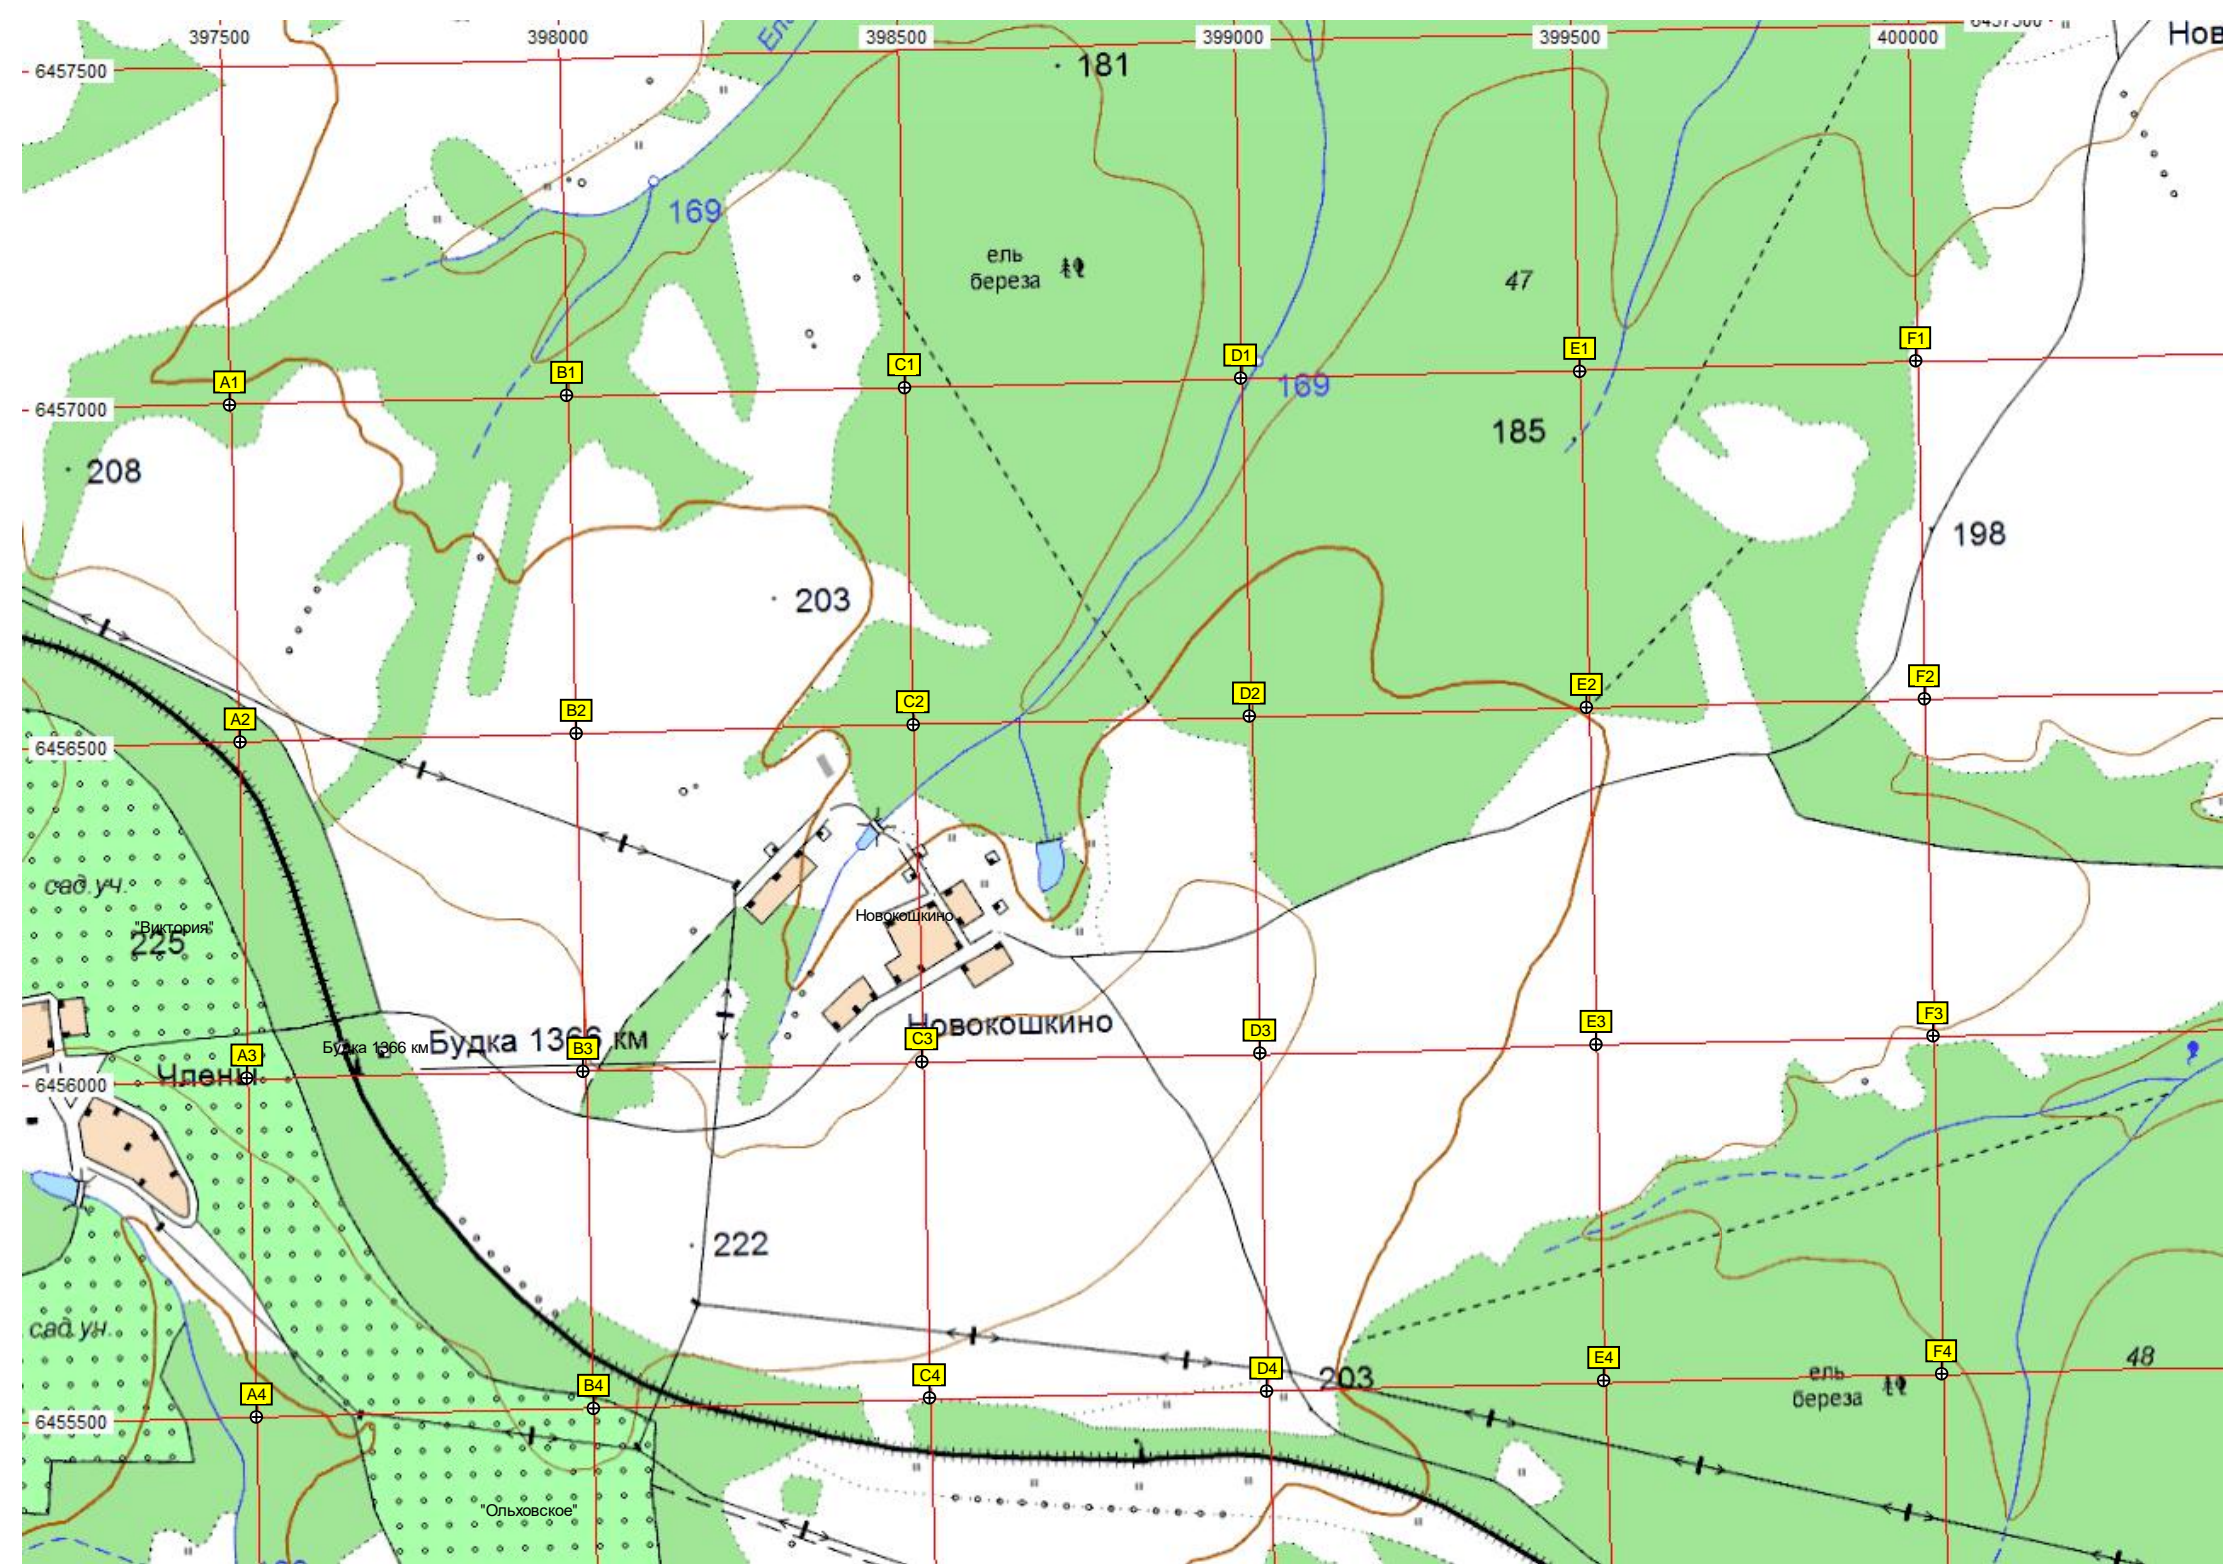 397500
398000
398500
399000
399500
400000
Нов
6457500
181
169
ель
береза
47
A1
B1
C1
D1
E1
F1
169
6457000
185
208
198
203
A2
B2
C2
D2
E2
F2
6456500
сад.уч.
"Виктория"
225
Новокошкино
Новокошкино
Будка 1366 км
Будка 1366 км
A3
B3
C3
D3
E3
F3
Члены
6456000
222
сад.уч.
A4
B4
C4
D4
E4
F4
203
ель
береза
48
6455500
"Ольховское"